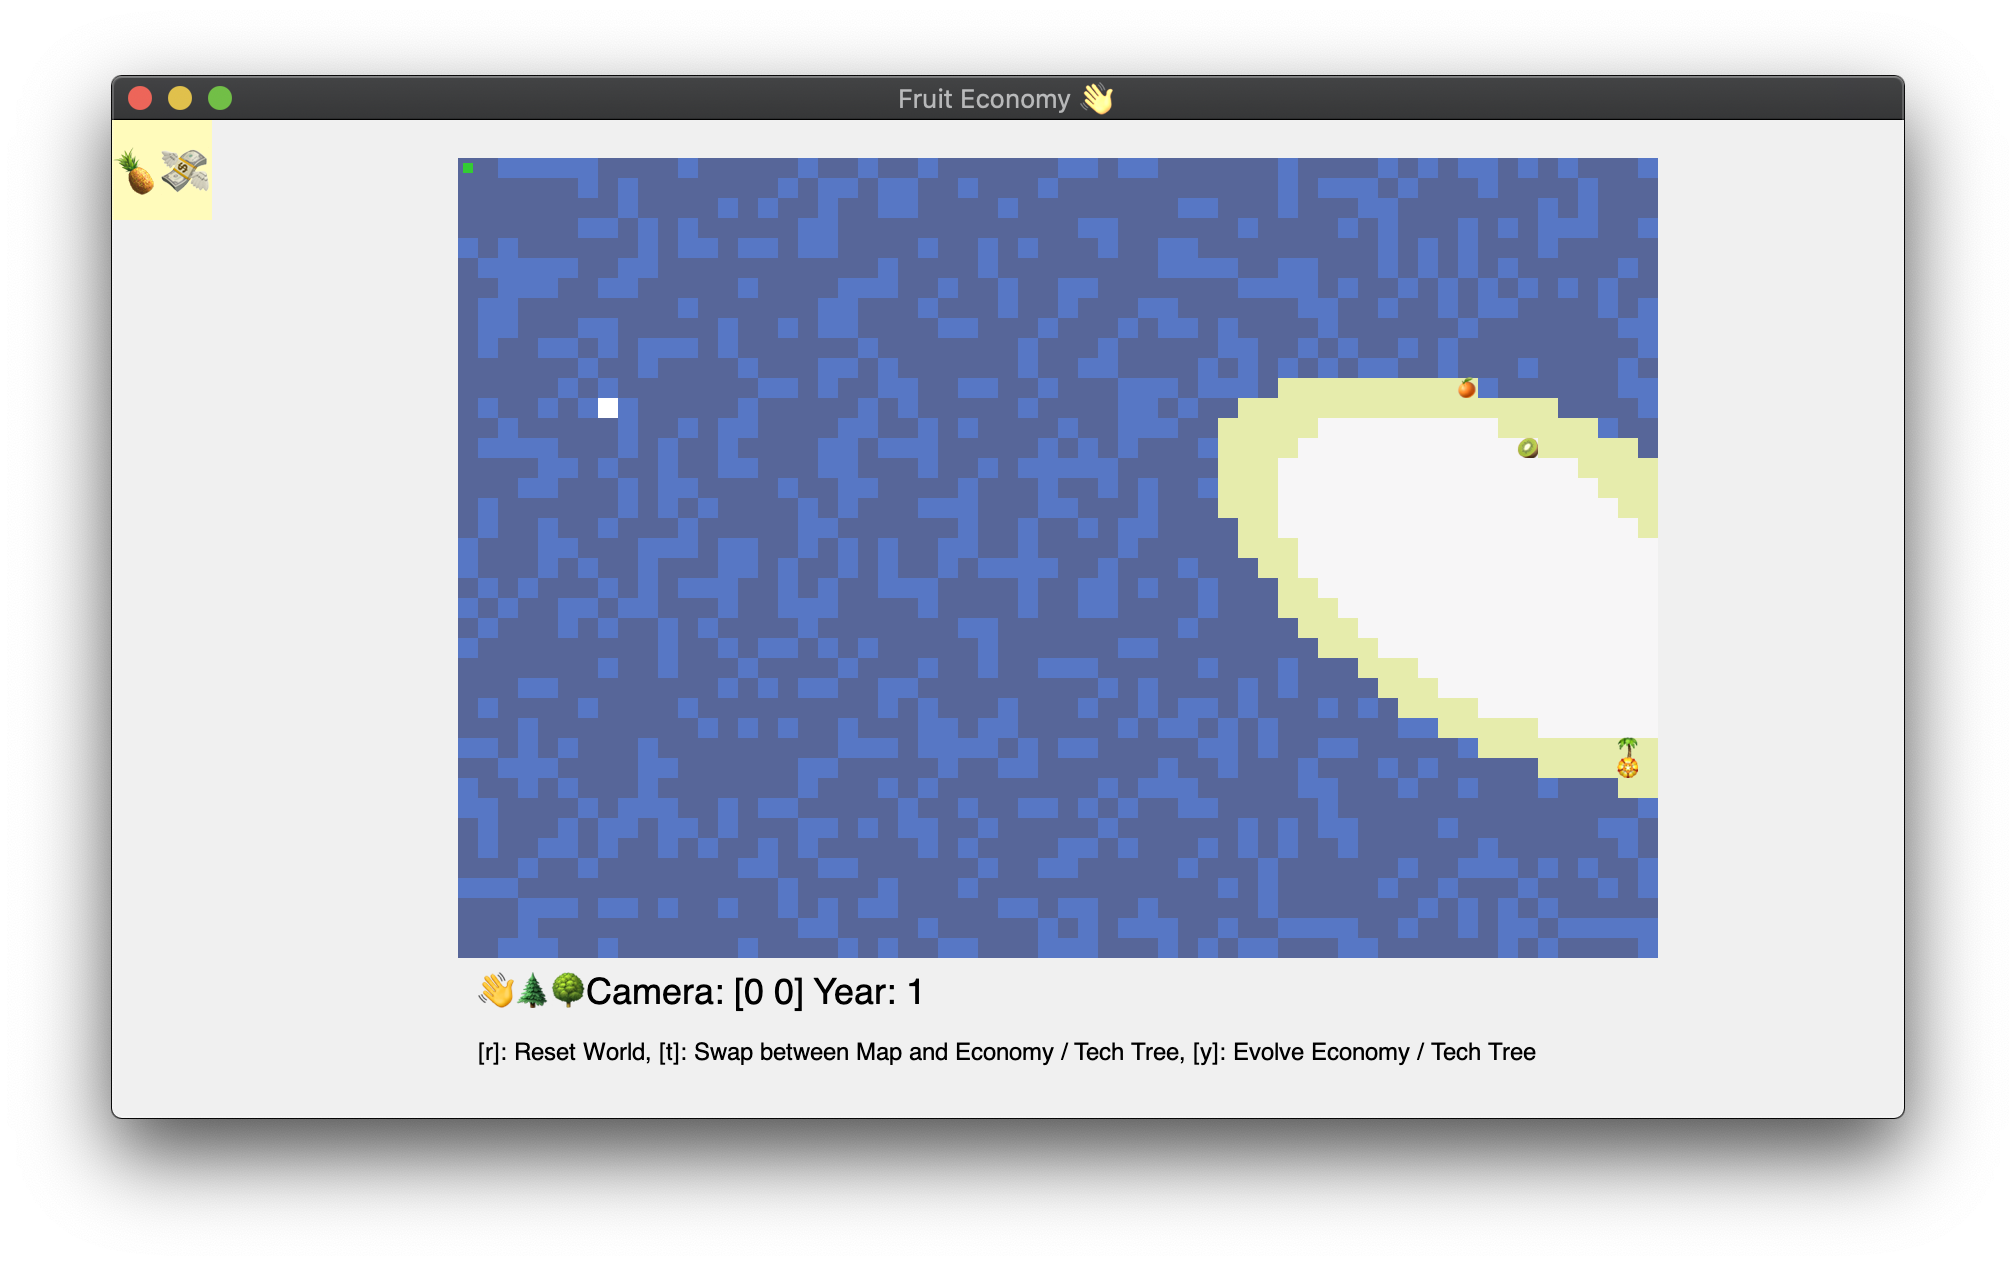 Fruit Economy 👋
👋🌲🌳Camera: [0 0] Year: 1
[r]: Reset World, [t]: Swap between Map and Economy / Tech Tree, [y]: Evolve Economy / Tech Tree